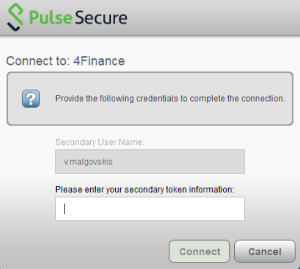 Pulse Secure
Connect to: 4Finance
Provide the following credentials to complete the connection.
Secondary User Name:
v.malgovskis
Please enter your secondary token information:
Connect
Cancel